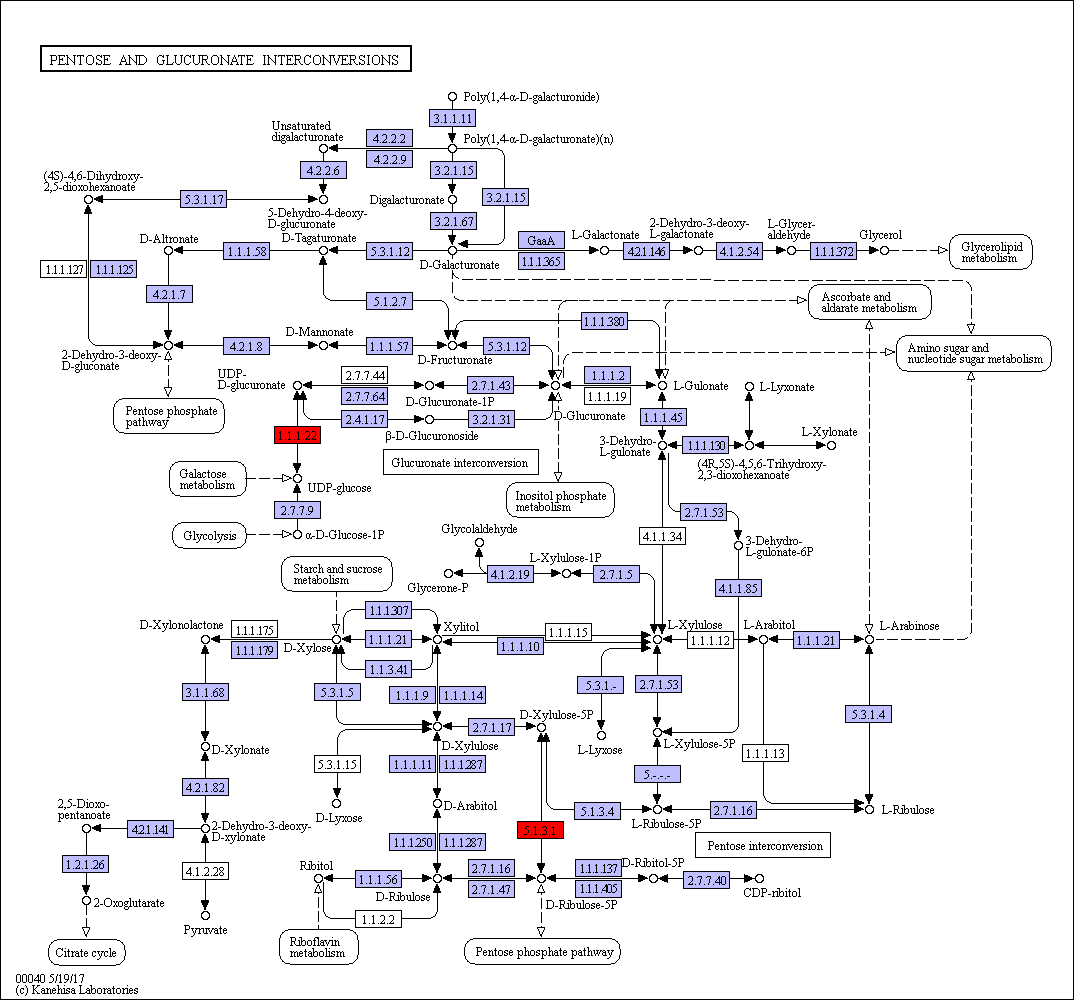 PENTOSE AND GLUCURONATE INTERCONVERSIONS
Poly(1,4-α-D-galacturonide)
3.1.1.11
Unsaturated
digalacturonate
4.2.2.2
Poly(1,4-α-D-galacturonate)(n)
4.2.2.9
4.2.2.6
3.2.1.15
(4S)-4,6-Dihydroxy-
2,5-dioxohexanoate
5.3.1.17
Digalacturonate
3.2.1.15
5-Dehydro-4-deoxy-
D-glucuronate
3.2.1.67
D-Altronate
1.1.1.58
D-Tagaturonate
5.3.1.12
D-Galacturonate
GaaA
1.1.1365
L-Galactonate
4.2.1.146
2-Dehydro-3-deoxy-
L-galactonate
4.1.2.54
L-Glycer-
aldehyde
1.1.1372
Glycerol
Glycerolipid
metabolism
1.1.1.127
1.1.1.125
4.2.1.7
5.1.2.7
Ascorbate and
aldarate metabolism
1.1.1.380
2-Dehydro-3-deoxy-
D-gluconate
4.2.1.8
D-Mannonate
1.1.1.57
D-Fructuronate
5.3.1.12
Amino sugar and
nucleotide sugar metabolism
Pentose phosphate
pathway
UDP-
D-glucuronate
2.7.7.44
2.7.7.64
D-Glucuronate-1P
2.7.1.43
D-Glucuronate
1.1.1.2
1.1.1.19
L-Gulonate
L-Lyxonate
2.4.1.17
β-D-Glucuronoside
3.2.1.31
1.1.1.45
1.1.1.22
Glucuronate interconversion
3-Dehydro-
L-gulonate
1.1.1.130
L-Xylonate
(4R,5S)-4,5,6-Trihydroxy-
2,3-dioxohexanoate
Galactose
metabolism
UDP-glucose
Inositol phosphate
metabolism
2.7.7.9
2.7.1.53
Glycolysis
α-D-Glucose-1P
Glycolaldehyde
4.1.1.34
3-Dehydro-
L-gulonate-6P
Starch and sucrose
metabolism
Glycerone-P
4.1.2.19
L-Xylulose-1P
2.7.1.5
4.1.1.85
D-Xylonolactone
1.1.1.175
1.1.1.179
D-Xylose
1.1.1307
1.1.1.21
1.1.3.41
Xylitol
1.1.1.15
1.1.1.10
L-Xylulose
1.1.1.12
L-Arabitol
1.1.1.21
L-Arabinose
3.1.1.68
5.3.1.5
1.1.1.9
1.1.1.14
5.3.1.-
2.7.1.53
5.3.1.4
D-Xylonate
D-Xylulose
2.7.1.17
D-Xylulose-5P
L-Lyxose
L-Xylulose-5P
1.1.1.13
5.3.1.15
1.1.1.11
1.1.1287
5.-.-.-
4.2.1.82
D-Lyxose
D-Arabitol
5.1.3.4
L-Ribulose-5P
2.7.1.16
L-Ribulose
2,5-Dioxo-
pentanoate
4.2.1.141
2-Dehydro-3-deoxy-
D-xylonate
5.1.3.1
Pentose interconversion
1.1.1250
1.1.1287
1.2.1.26
4.1.2.28
Ribitol
1.1.1.56
D-Ribulose
2.7.1.16
2.7.1.47
D-Ribulose-5P
1.1.1.137
1.1.1.405
D-Ribitol-5P
2.7.7.40
CDP-ribitol
2-Oxoglutarate
Pyruvate
1.1.2.2
Citrate cycle
Riboflavin
metabolism
Pentose phosphate pathway
00040 5/19/17
(c) Kanehisa Laboratories